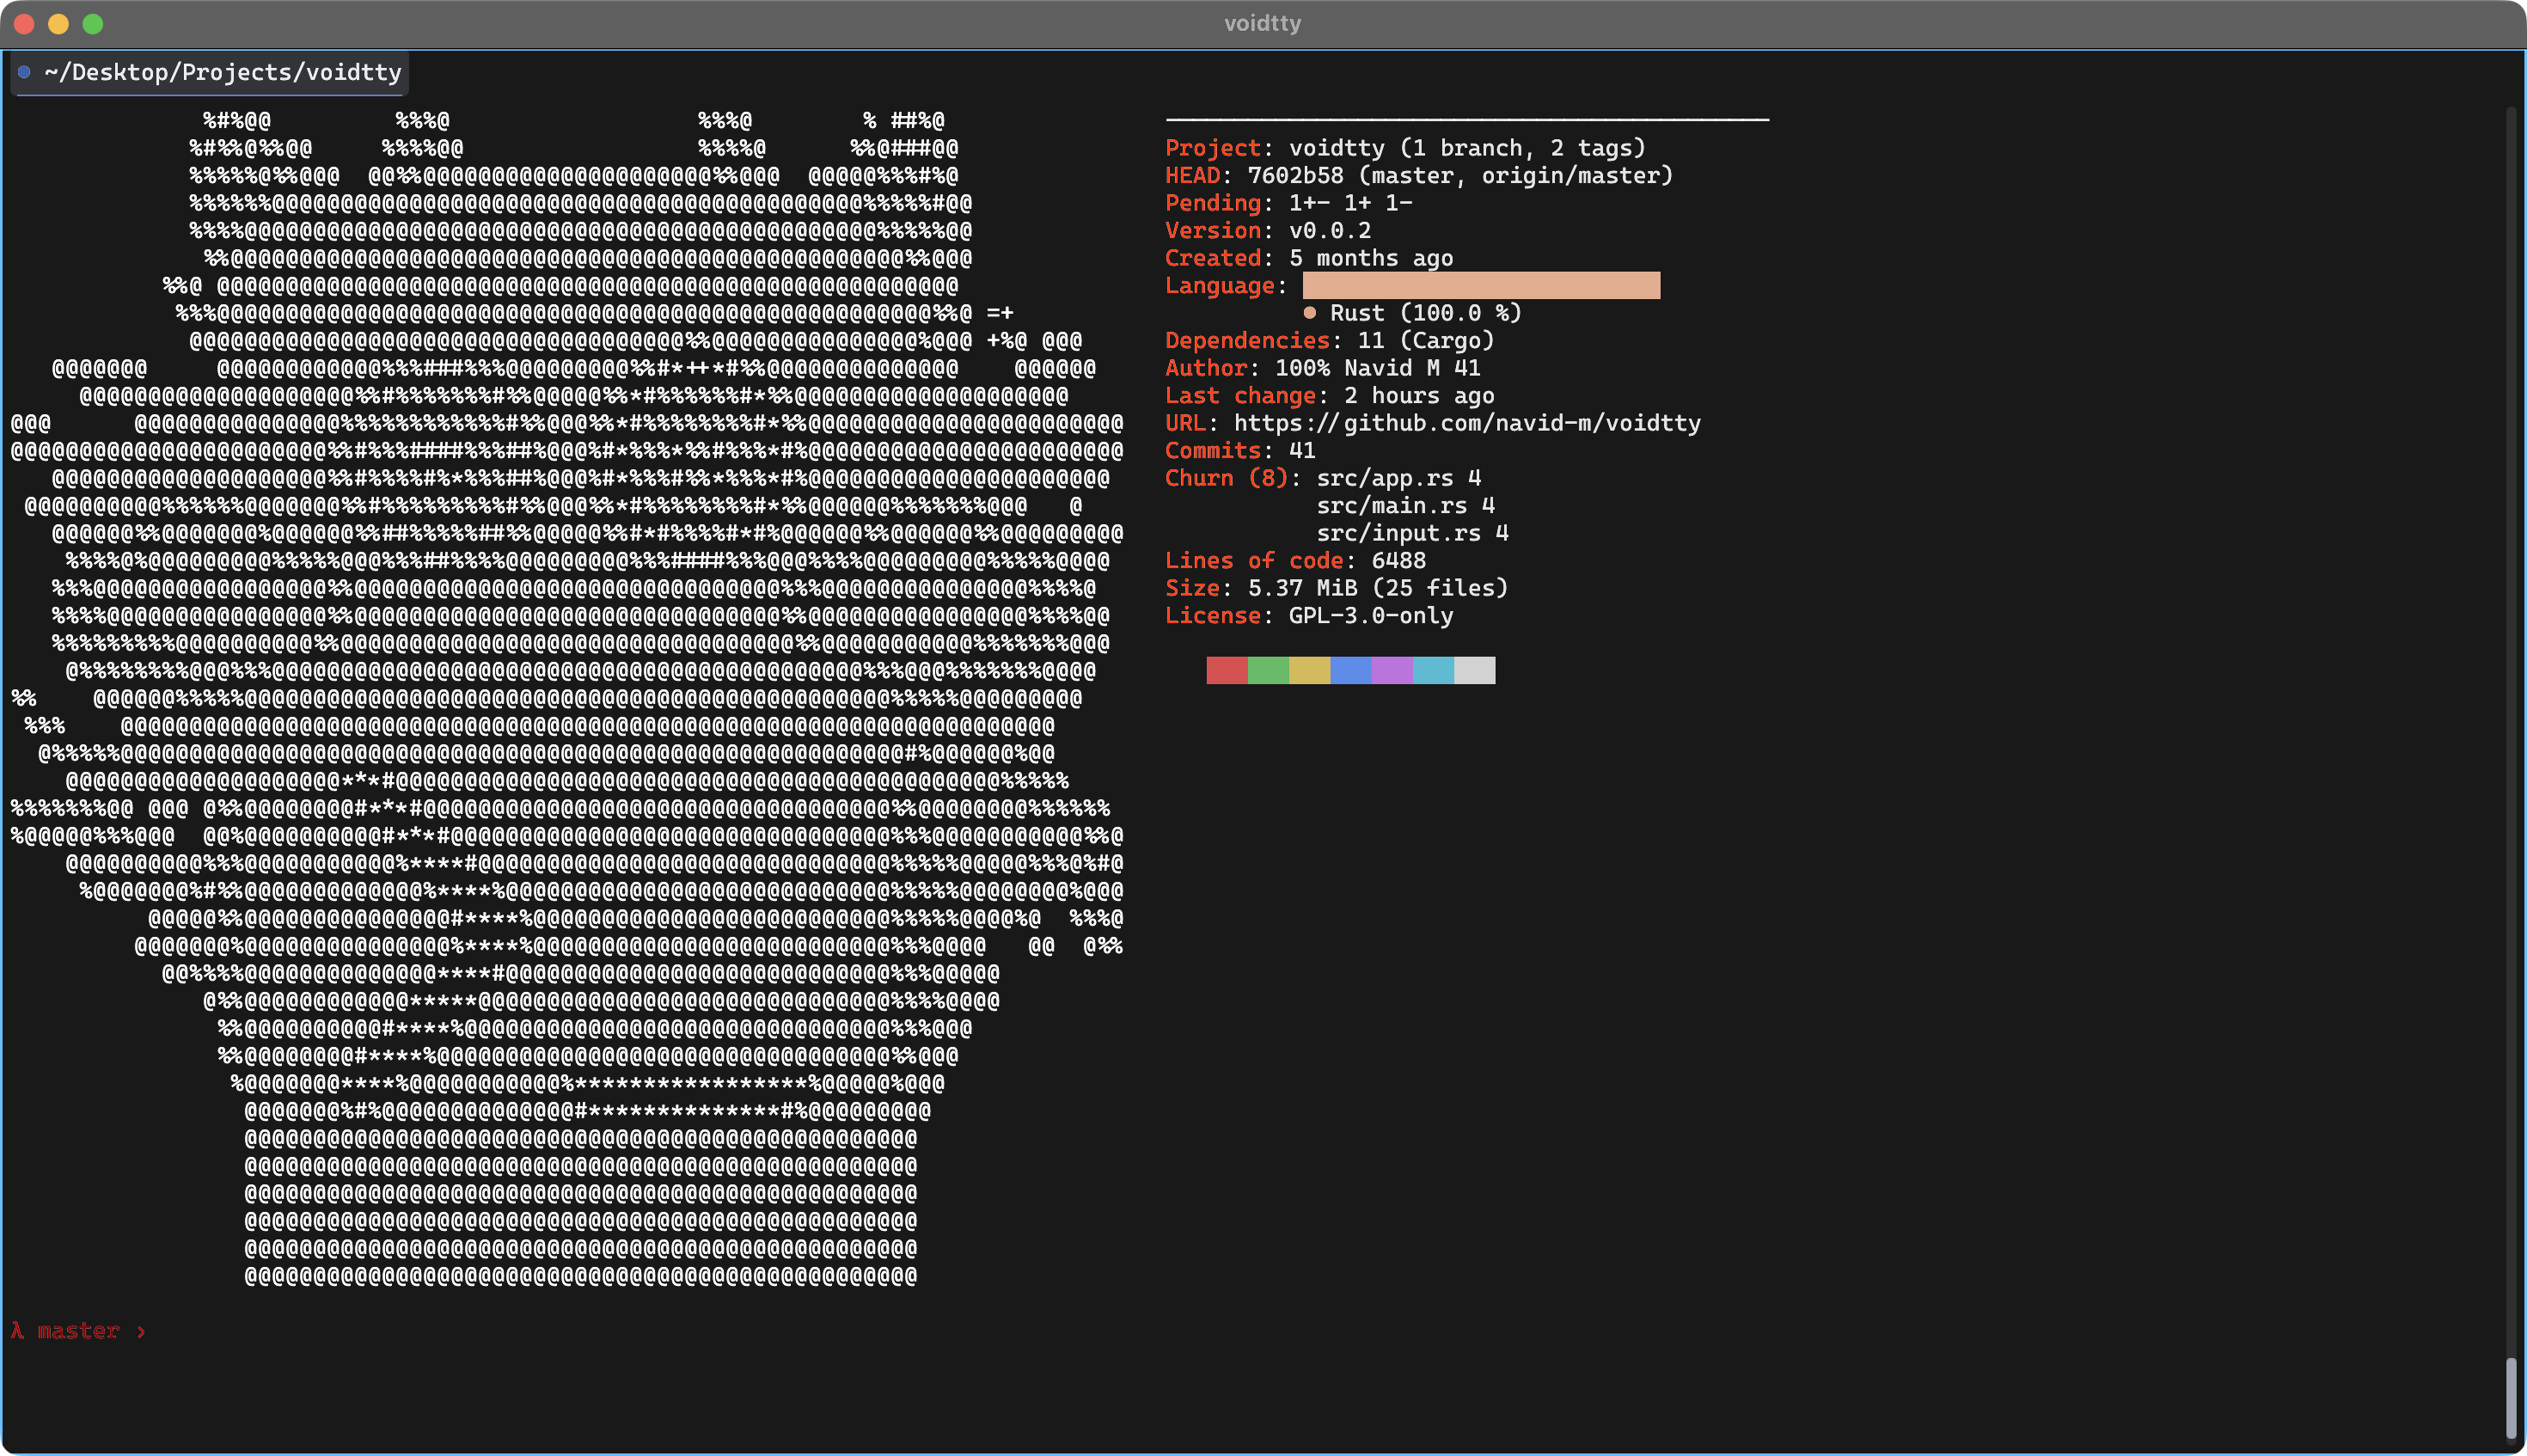 voidtty
~/Desktop/Projects/voidtty
Project: voidtty (1 branch, 2 tags)
HEAD: 7602b58 (master, origin/master)
Pending: 1+- 1+ 1-
Version: v0.0.2
Created: 5 months ago
Language:
● Rust (100.0 %)
Dependencies: 11 (Cargo)
Author: 100% Navid M 41
Last change: 2 hours ago
URL: https://github.com/navid-m/voidtty
Commits: 41
Churn (8): src/app.rs 4
src/main.rs 4
src/input.rs 4
Lines of code: 6488
Size: 5.37 MiB (25 files)
License: GPL-3.0-only
λ master ›